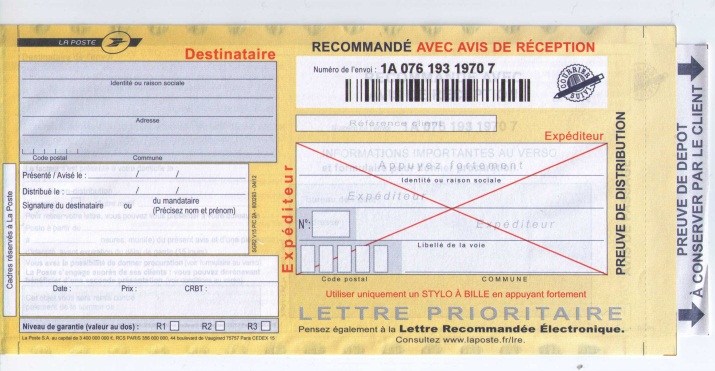 LA POSTE
Destinataire
Identité ou raison sociale
Adresse
Code postal Commune
Présenté / Avisé le : / /
Distribué le : / /
Signature du destinataire ou du mandataire
(Précisez nom et prénom)
Cadres réservés à La Poste
Date : Prix : CRBT :
Niveau de garantie (valeur au dos) : R1 R2 R3
RECOMMANDÉ AVEC AVIS DE RÉCEPTION
Numéro de l'envoi : 1A 076 193 1970 7
Référence client
Expéditeur
Expéditeur
INFORMATIONS IMPORTANTES AU VERSO
Appuyez fortement
Identité ou raison sociale
Expéditeur
N°:
Expéditeur
Libellé de la voie
Code postal COMMUNE
Utiliser uniquement un STYLO À BILLE en appuyant fortement
LETTRE PRIORITAIRE
Pensez également à la Lettre Recommandée Électronique.
Consultez www.laposte.fr/lre.
PREUVE DE DISTRIBUTION
PREUVE DE DÉPÔT
À CONSERVER PAR LE CLIENT